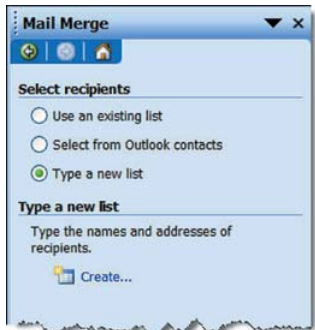 Mail Merge
Select recipients
Use an existing list
Select from Outlook contacts
Type a new list
Type a new list
Type the names and addresses of
recipients.
Create...